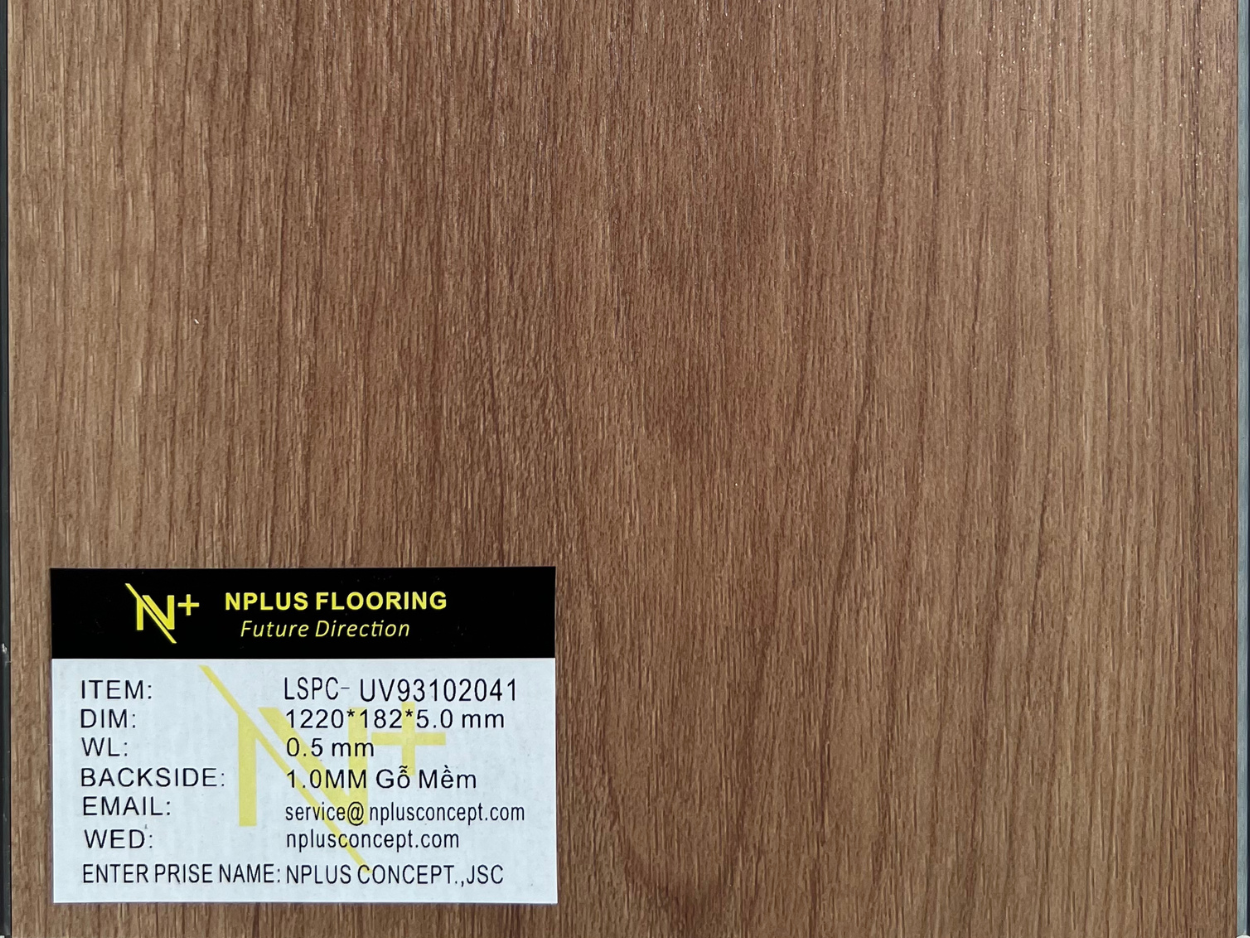 N+ NPLUS FLOORING
Future Direction
N+
ITEM: LSPC- UV93102041
DIM: 1220*182*5.0 mm
WL: 0.5 mm
BACKSIDE: 1.0MM Gỗ Mềm
EMAIL: service@nplusconcept.com
WED: nplusconcept.com
ENTER PRISE NAME: NPLUS CONCEPT.,JSC